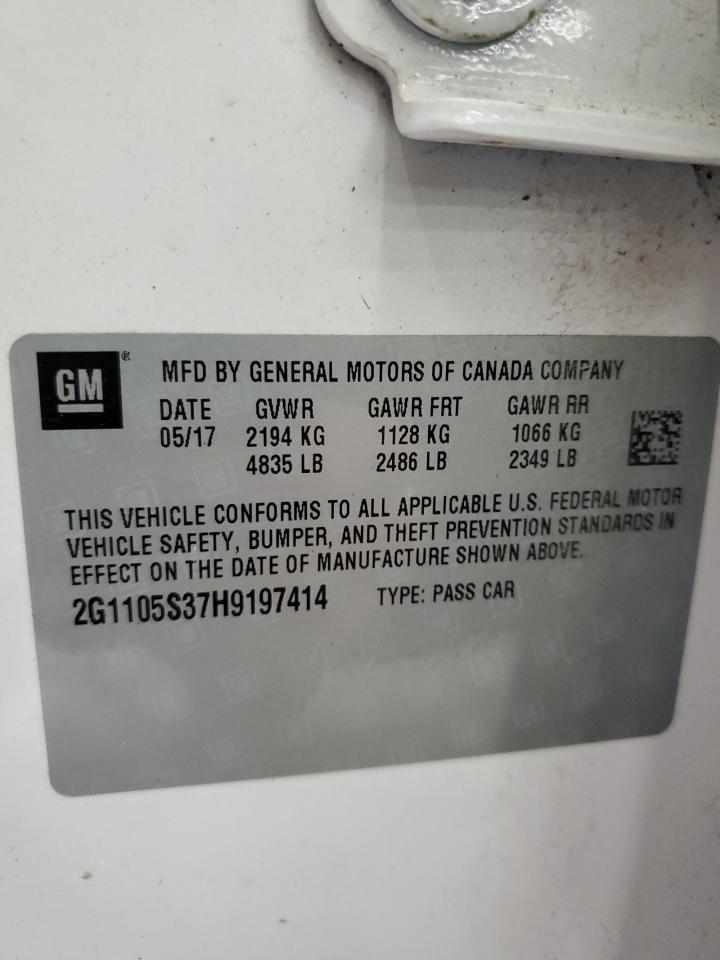 GM®
MFD BY GENERAL MOTORS OF CANADA COMPANY
DATE GVWR GAWR FRT GAWR RR
05/17 2194 KG 1128 KG 1066 KG
4835 LB 2486 LB 2349 LB
THIS VEHICLE CONFORMS TO ALL APPLICABLE U.S. FEDERAL MOTOR
VEHICLE SAFETY, BUMPER, AND THEFT PREVENTION STANDARDS IN
EFFECT ON THE DATE OF MANUFACTURE SHOWN ABOVE.
2G1105S37H9197414 TYPE: PASS CAR